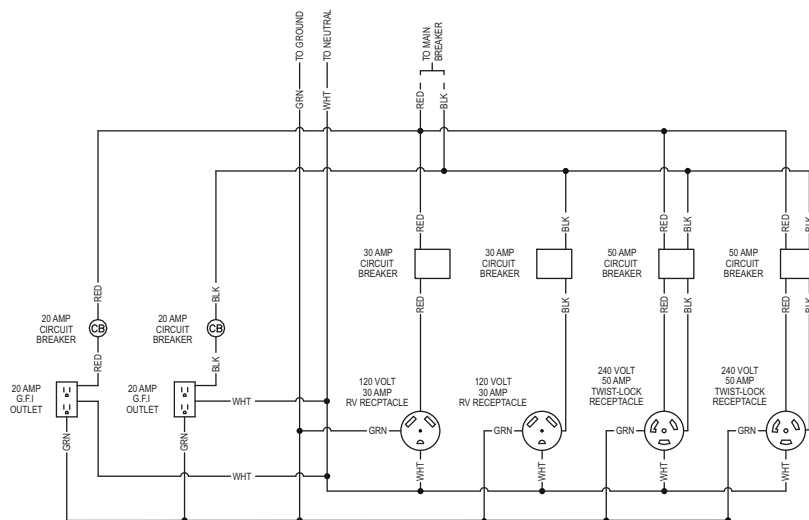 TO GROUND
TO NEUTRAL
TO MAIN
BREAKER
GRN
WHT
RED
BLK
RED
BLK
RED
BLK
RED
BLK
30 AMP
CIRCUIT
BREAKER
30 AMP
CIRCUIT
BREAKER
50 AMP
CIRCUIT
BREAKER
50 AMP
CIRCUIT
BREAKER
RED
BLK
RED
BLK
RED
BLK
20 AMP
CIRCUIT
BREAKER
CB
20 AMP
CIRCUIT
BREAKER
CB
RED
BLK
RED
BLK
20 AMP
G.F.I
OUTLET
20 AMP
G.F.I
OUTLET
WHT
120 VOLT
30 AMP
RV RECPTACLE
120 VOLT
30 AMP
RV RECEPTACLE
240 VOLT
50 AMP
TWIST-LOCK
RECEPTACLE
240 VOLT
50 AMP
TWIST-LOCK
RECEPTACLE
GRN
GRN
GRN
GRN
GRN
GRN
WHT
WHT
WHT
WHT
WHT